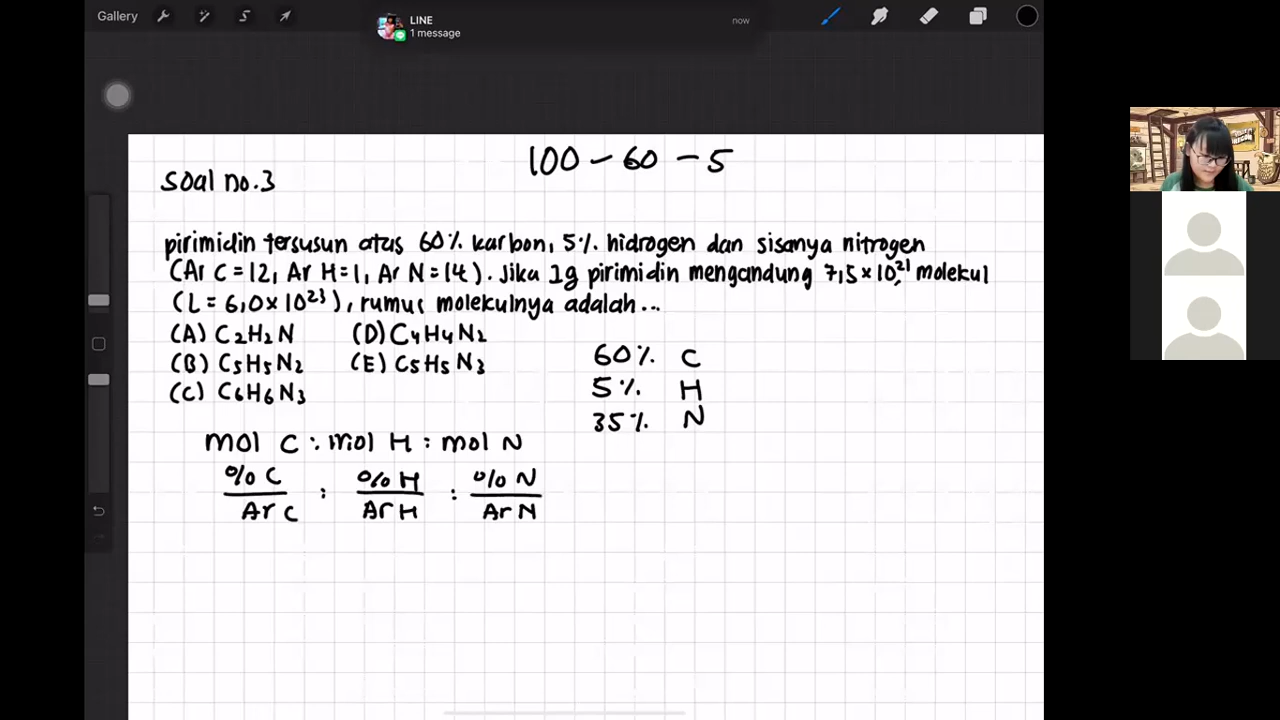 Gallery
LINE
1 message
now
100 - 60 - 5
Soal no.3
pirimidin tersusun atas 60% karbon, 5% hidrogen dan sisanya nitrogen
(Ar C = 12, Ar H = 1, Ar N = 14). Jika 1g pirimidin mengandung 7,5 × 10²¹ molekul
(L = 6,0 × 10²³), rumus molekulnya adalah...
(A) C₂H₂N (D) C₄H₄N₂
(B) C₅H₅N₂ (E) C₅H₅N₃
(C) C₆H₆N₃
60% C
5% H
35% N
mol C : mol H : mol N
%C : %H : %N
Ar C Ar H Ar N